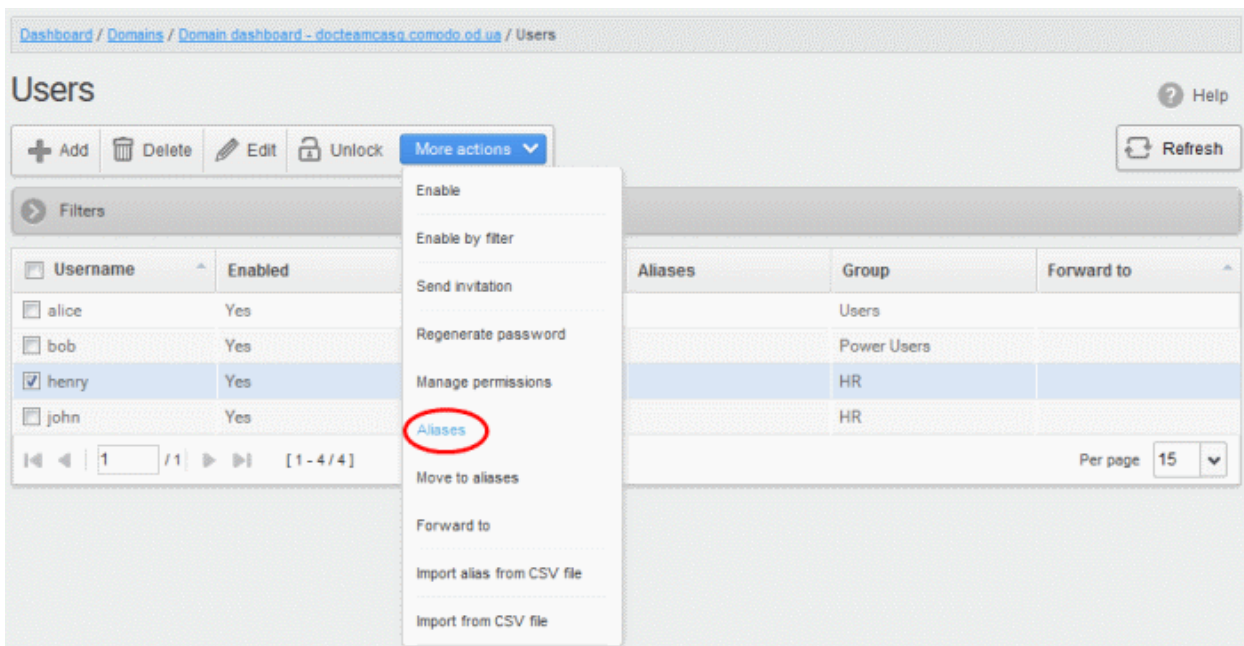 Dashboard / Domains / Domain dashboard - docteamcasg.comodo.od.ua / Users
Users
Help
Add Delete Edit Unlock More actions
Refresh
Enable
Filters
Enable by filter
Username Enabled Aliases Group Forward to
Send invitation
alice Yes Users
Regenerate password
bob Yes Power Users
henry Yes Manage permissions HR
john Yes HR
Aliases
1 / 1 [1 - 4 / 4] Per page 15
Move to aliases
Forward to
Import alias from CSV file
Import from CSV file